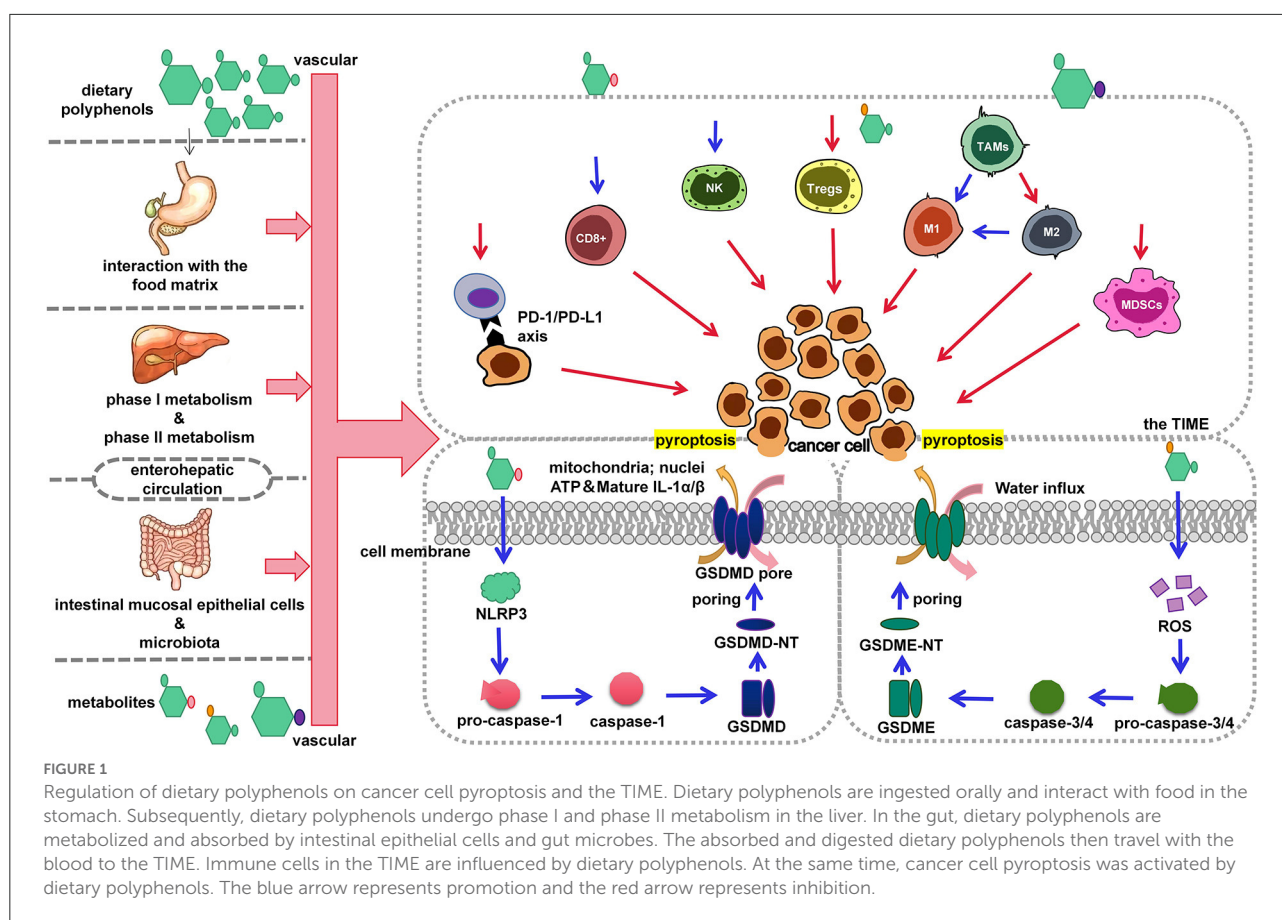 vascular
dietary
polyphenols
interaction with the
food matrix
phase I metabolism
&
phase II metabolism
enterohepatic
circulation
intestinal mucosal epithelial cells
&
microbiota
metabolites
vascular
TAMs
NK
Tregs
M1
M2
CD8+
MDSCs
PD-1/PD-L1
axis
the TIME
pyroptosis
cancer cell
pyroptosis
mitochondria; nuclei
ATP&Mature IL-1α/β
Water influx
cell membrane
GSDMD pore
NLRP3
poring
GSDMD-NT
pro-caspase-1
caspase-1
GSDMD
poring
GSDME-NT
ROS
GSDME
caspase-3/4
pro-caspase-3/4
FIGURE 1
Regulation of dietary polyphenols on cancer cell pyroptosis and the TIME. Dietary polyphenols are ingested orally and interact with food in the
stomach. Subsequently, dietary polyphenols undergo phase I and phase II metabolism in the liver. In the gut, dietary polyphenols are
metabolized and absorbed by intestinal epithelial cells and gut microbes. The absorbed and digested dietary polyphenols then travel with the
blood to the TIME. Immune cells in the TIME are influenced by dietary polyphenols. At the same time, cancer cell pyroptosis was activated by
dietary polyphenols. The blue arrow represents promotion and the red arrow represents inhibition.